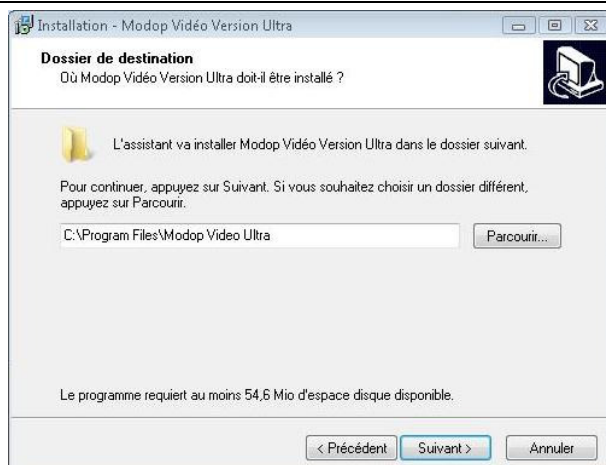 Installation - Modop Vidéo Version Ultra
Dossier de destination
Où Modop Vidéo Version Ultra doit-il être installé ?
L'assistant va installer Modop Vidéo Version Ultra dans le dossier suivant.
Pour continuer, appuyez sur Suivant. Si vous souhaitez choisir un dossier différent,
appuyez sur Parcourir.
C:\Program Files\Modop Video Ultra
Parcourir...
Le programme requiert au moins 54,6 Mio d'espace disque disponible.
< Précédent
Suivant >
Annuler